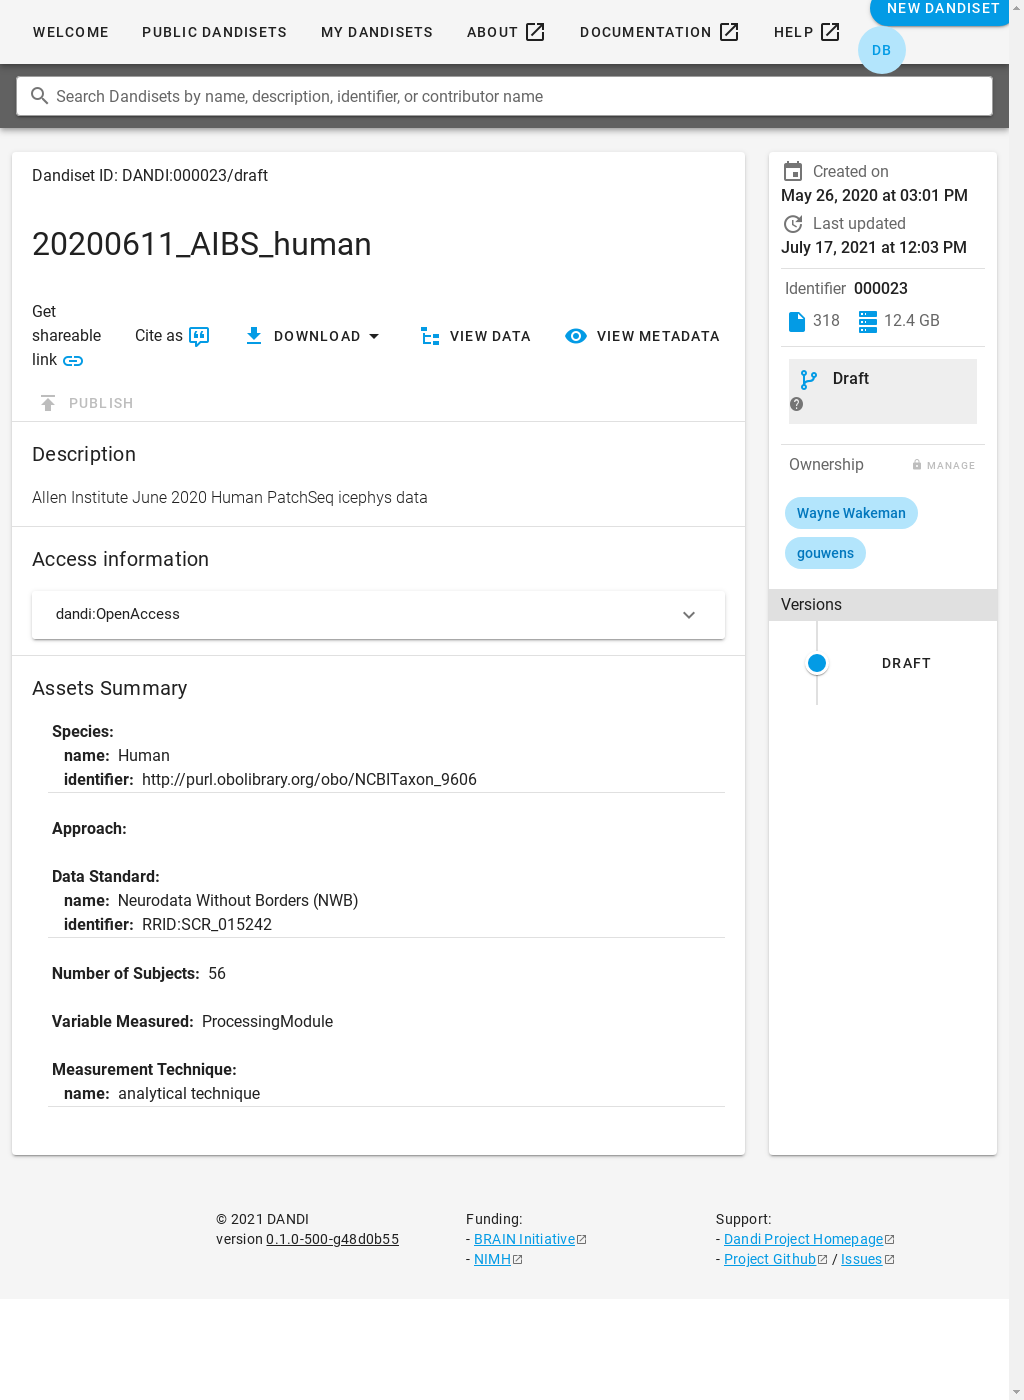 WELCOME
PUBLIC DANDISETS
MY DANDISETS
ABOUT
DOCUMENTATION
HELP
NEW DANDISET
DB
Search Dandisets by name, description, identifier, or contributor name
Dandiset ID: DANDI:000023/draft
20200611_AIBS_human
Get
shareable
link
Cite as
DOWNLOAD
VIEW DATA
VIEW METADATA
PUBLISH
Description
Allen Institute June 2020 Human PatchSeq icephys data
Access information
dandi:OpenAccess
Assets Summary
Species:
name: Human
identifier: http://purl.obolibrary.org/obo/NCBITaxon_9606
Approach:
Data Standard:
name: Neurodata Without Borders (NWB)
identifier: RRID:SCR_015242
Number of Subjects: 56
Variable Measured: ProcessingModule
Measurement Technique:
name: analytical technique
Created on
May 26, 2020 at 03:01 PM
Last updated
July 17, 2021 at 12:03 PM
Identifier 000023
318
12.4 GB
Draft
Ownership
MANAGE
Wayne Wakeman
gouwens
Versions
DRAFT
© 2021 DANDI
version 0.1.0-500-g48d0b55
Funding:
- BRAIN Initiative
- NIMH
Support:
- Dandi Project Homepage
- Project Github / Issues